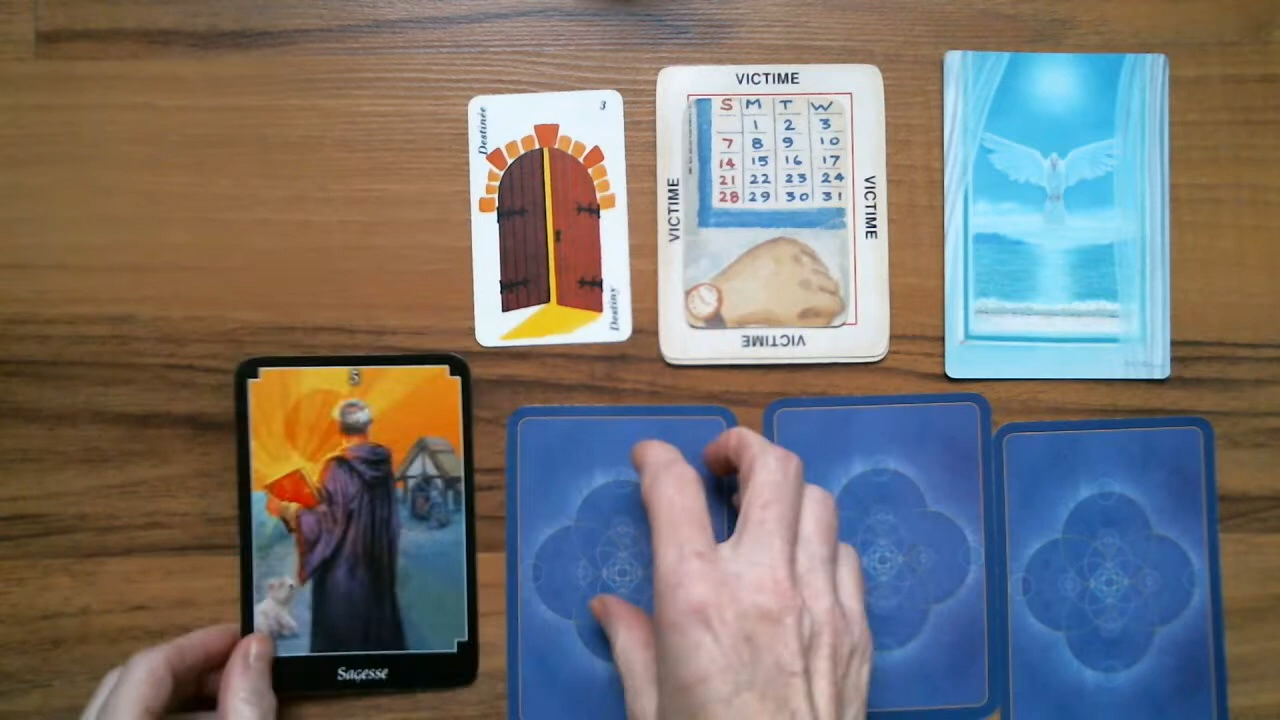 Destinée
3
Destiny
VICTIME
VICTIME
VICTIME
VICTIME
S M T W
1 2 3
7 8 9 10
14 15 16 17
21 22 23 24
28 29 30 31
5
Sagesse